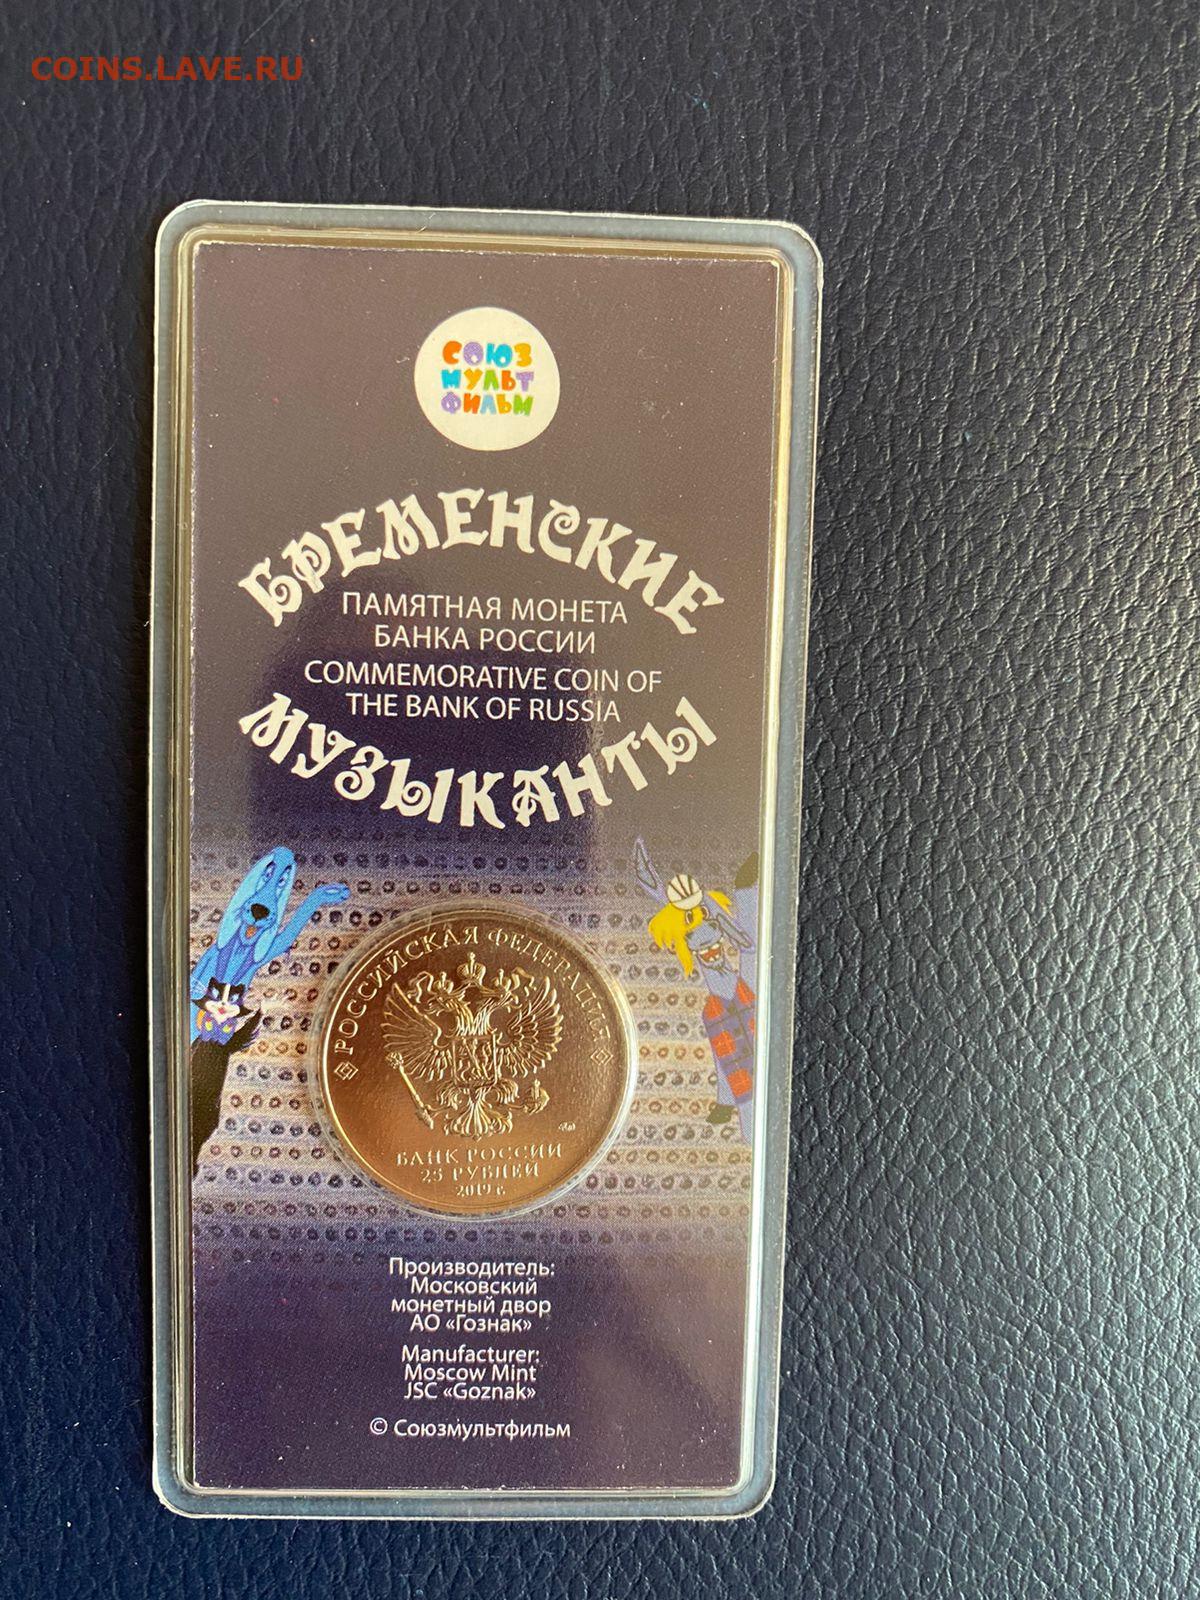 COINS.LAVE.RU
СОЮЗ
МУЛЬТ
ФИЛЬМ
БРЕМЕНСКИЕ
ПАМЯТНАЯ МОНЕТА
БАНКА РОССИИ
COMMEMORATIVE COIN OF
THE BANK OF RUSSIA
МУЗЫКАНТЫ
РОССИЙСКАЯ ФЕДЕРАЦИЯ
БАНК РОССИИ
25 РУБЛЕЙ
2019 г.
Производитель:
Московский
монетный двор
АО «Гознак»
Manufacturer:
Moscow Mint
JSC «Goznak»
© Союзмультфильм